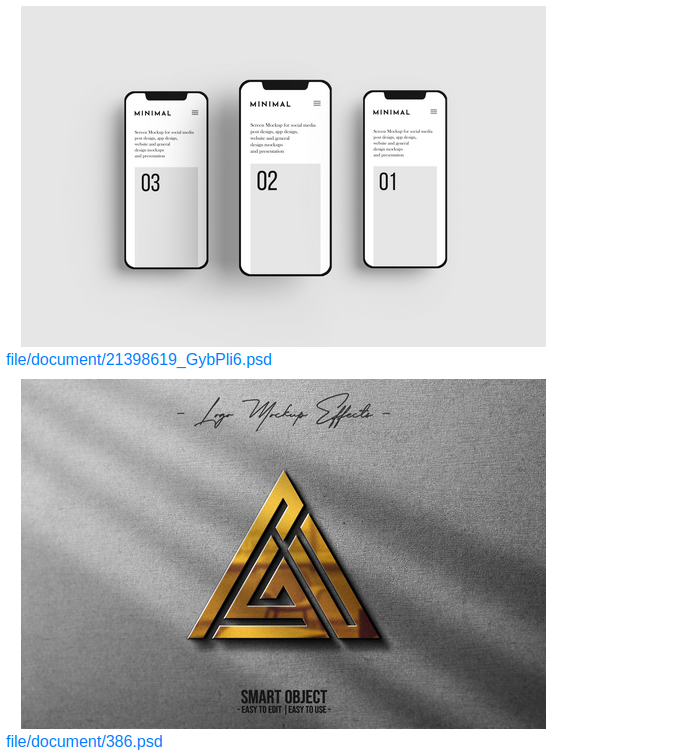 MINIMAL
Screen Mockup for social media
post design, app design,
website and general
design mockups
and presentation
03
MINIMAL
Screen Mockup for social media
post design, app design,
website and general
design mockups
and presentation
02
MINIMAL
Screen Mockup for social media
post design, app design,
website and general
design mockups
and presentation
01
file/document/21398619_GybPli6.psd
- Logo Mockup Effects -
SMART OBJECT
- EASY TO EDIT | EASY TO USE -
file/document/386.psd